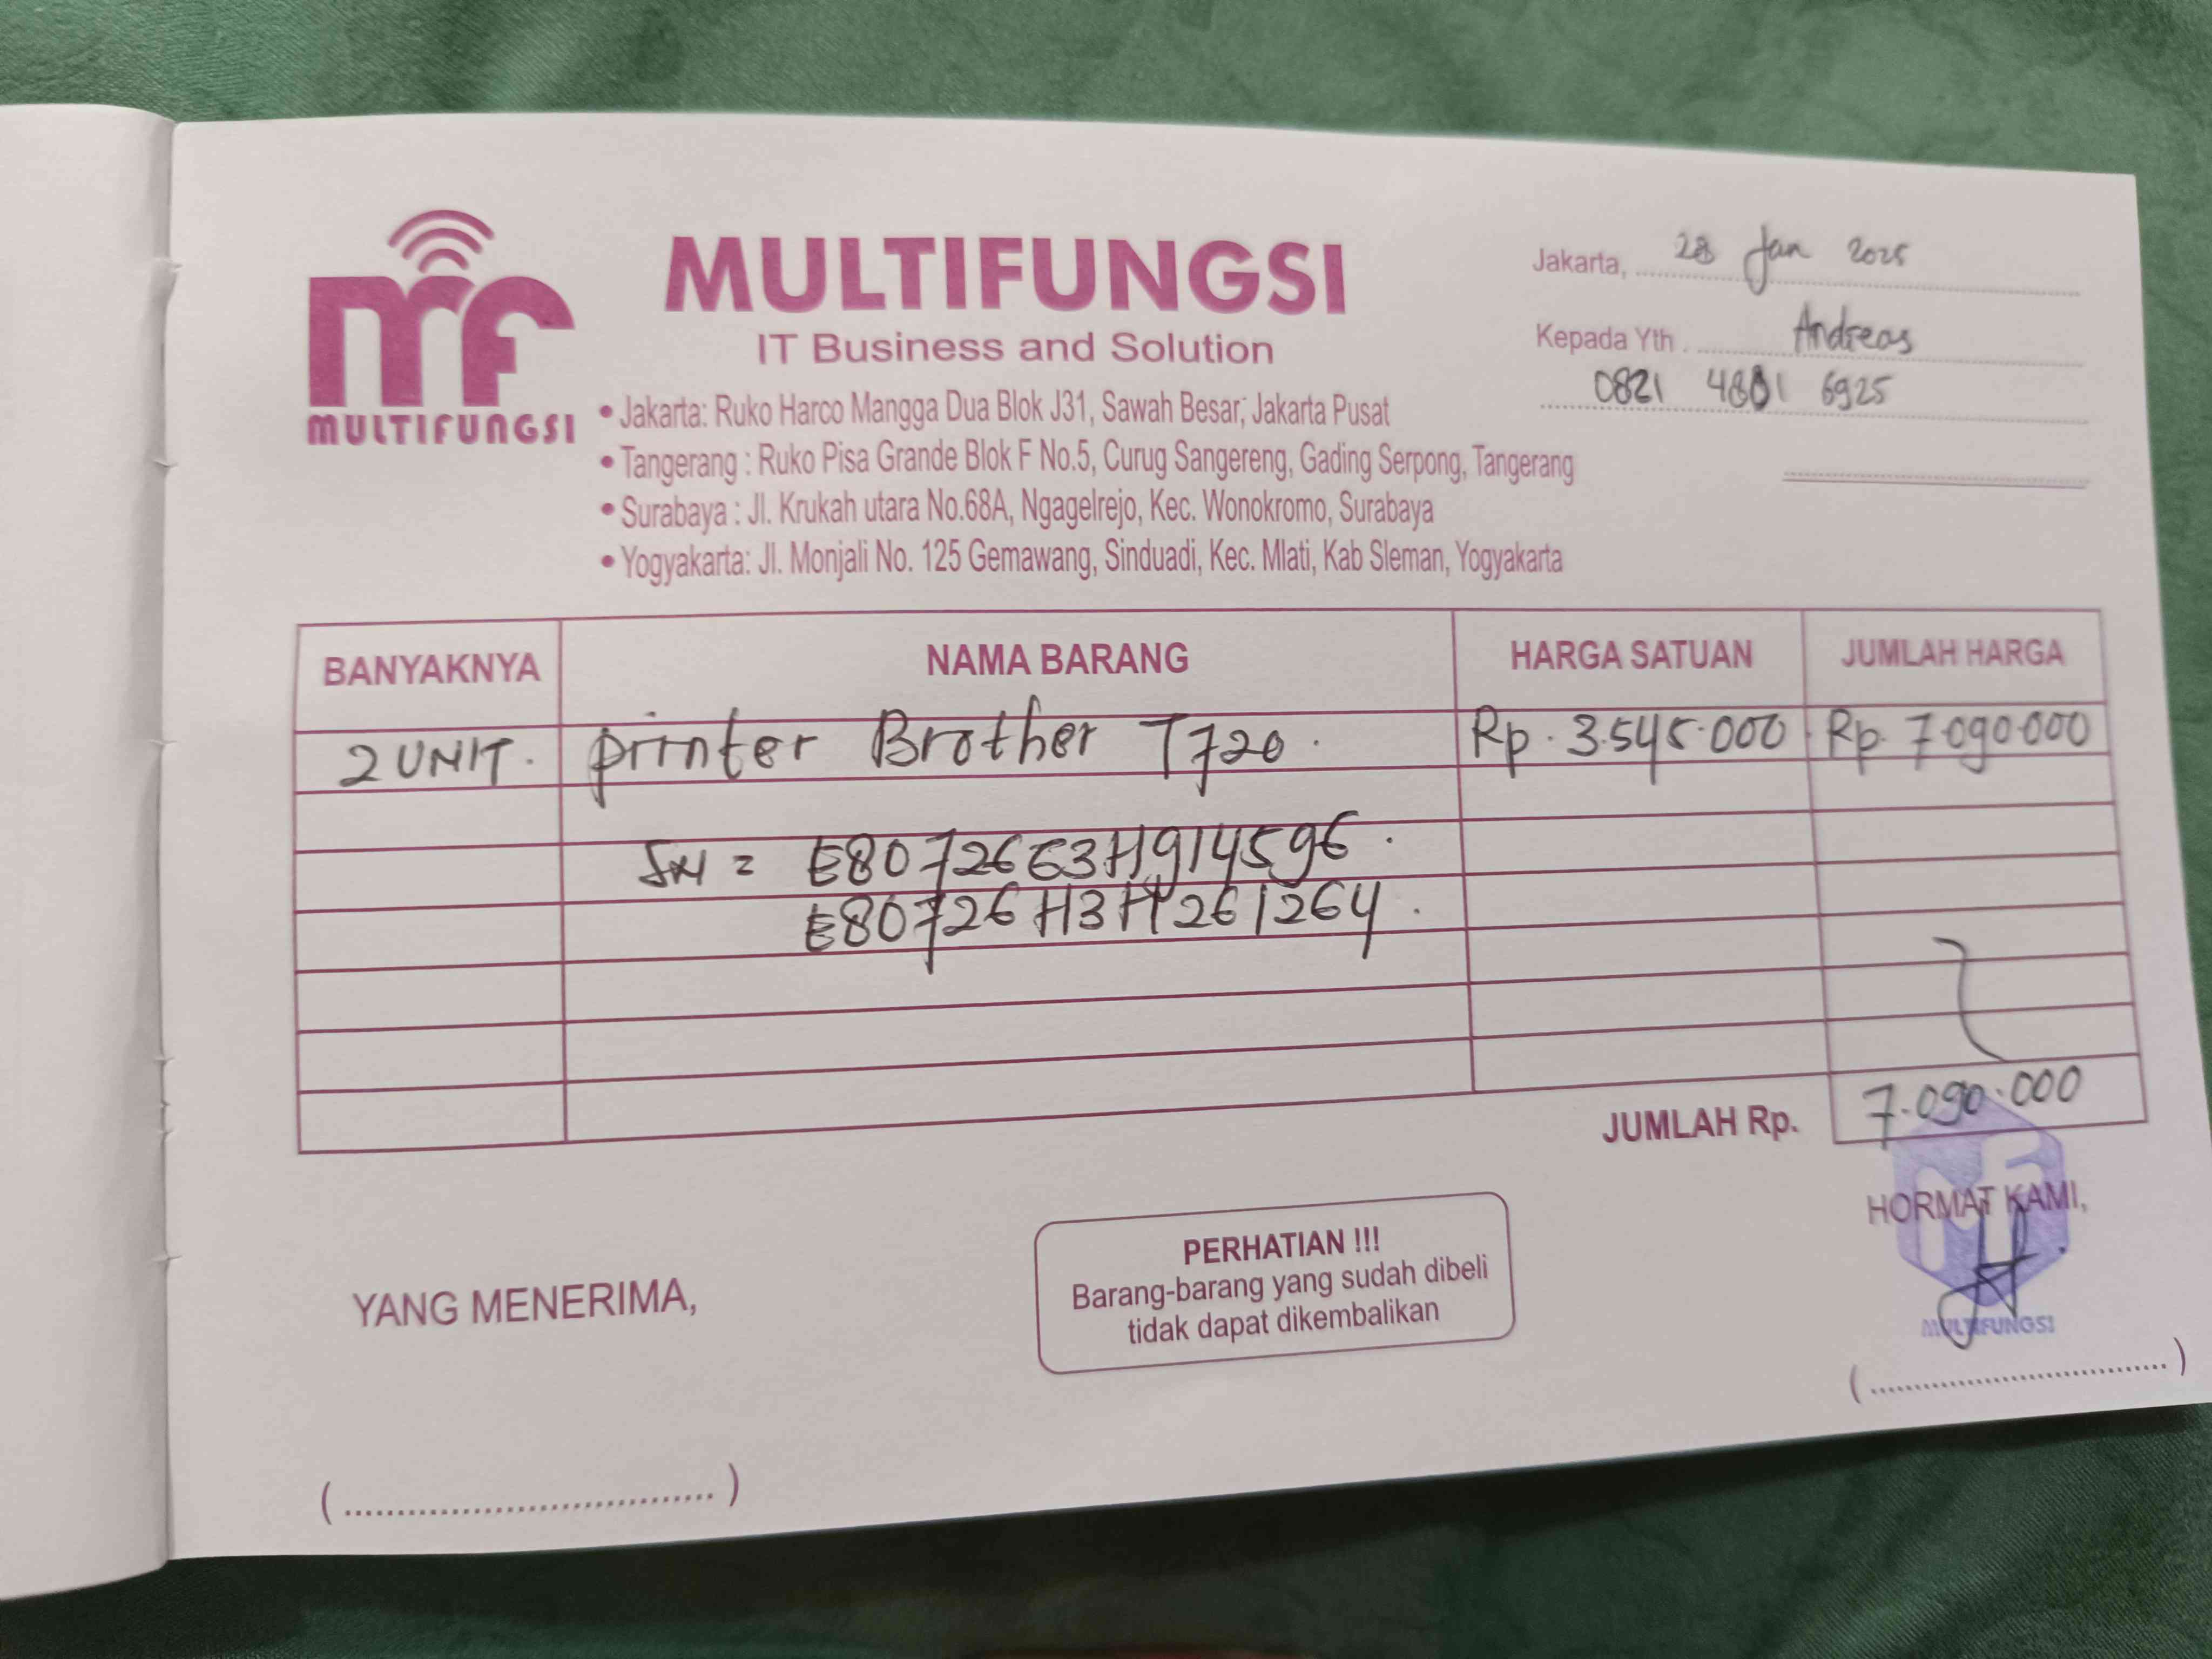 mf
MULTIFUNGSI
MULTIFUNGSI
IT Business and Solution
• Jakarta: Ruko Harco Mangga Dua Blok J31, Sawah Besar, Jakarta Pusat
• Tangerang : Ruko Pisa Grande Blok F No.5, Curug Sangereng, Gading Serpong, Tangerang
• Surabaya : Jl. Krukah utara No.68A, Ngagelrejo, Kec. Wonokromo, Surabaya
• Yogyakarta: Jl. Monjali No. 125 Gemawang, Sinduadi, Kec. Mlati, Kab Sleman, Yogyakarta
Jakarta, 28 Jan 2025
Kepada Yth. Andreas
0821 4801 6925
BANYAKNYA NAMA BARANG HARGA SATUAN JUMLAH HARGA
2 UNIT. printer Brother T720. Rp. 3.545.000 Rp. 7.090.000
SN = E80726G3H914596.
E80726H3H261264.
JUMLAH Rp. 7.090.000
HORMAT KAMI,
MULTIFUNGSI
(..............................)
PERHATIAN !!!
Barang-barang yang sudah dibeli
tidak dapat dikembalikan
YANG MENERIMA,
(..............................)